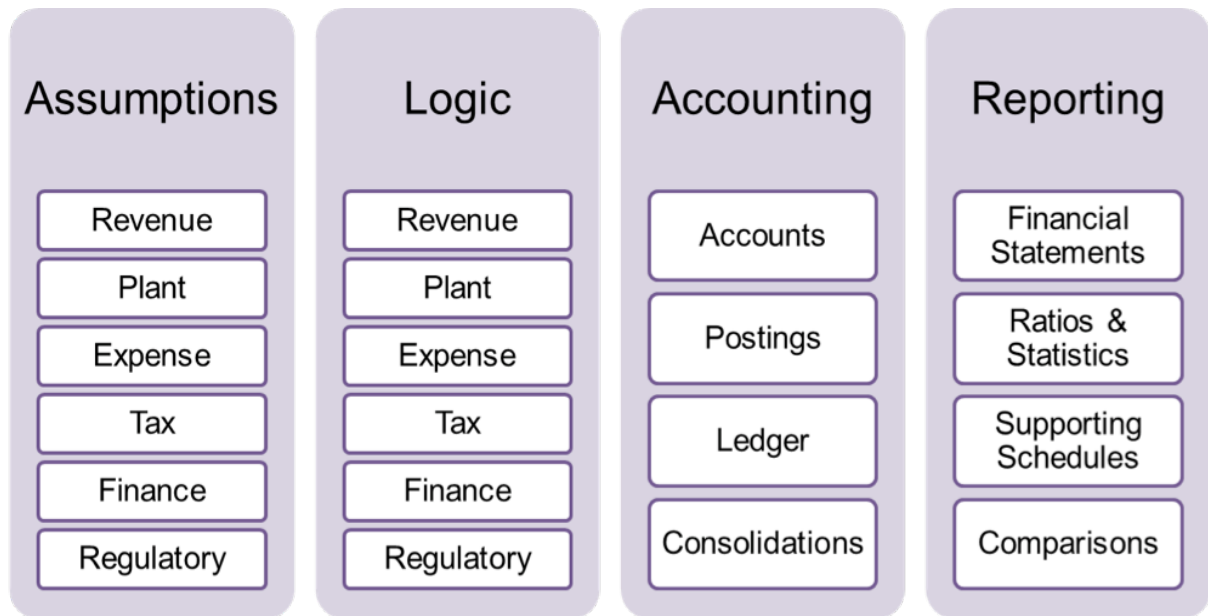 Assumptions
Revenue
Plant
Expense
Tax
Finance
Regulatory
Logic
Revenue
Plant
Expense
Tax
Finance
Regulatory
Accounting
Accounts
Postings
Ledger
Consolidations
Reporting
Financial
Statements
Ratios &
Statistics
Supporting
Schedules
Comparisons